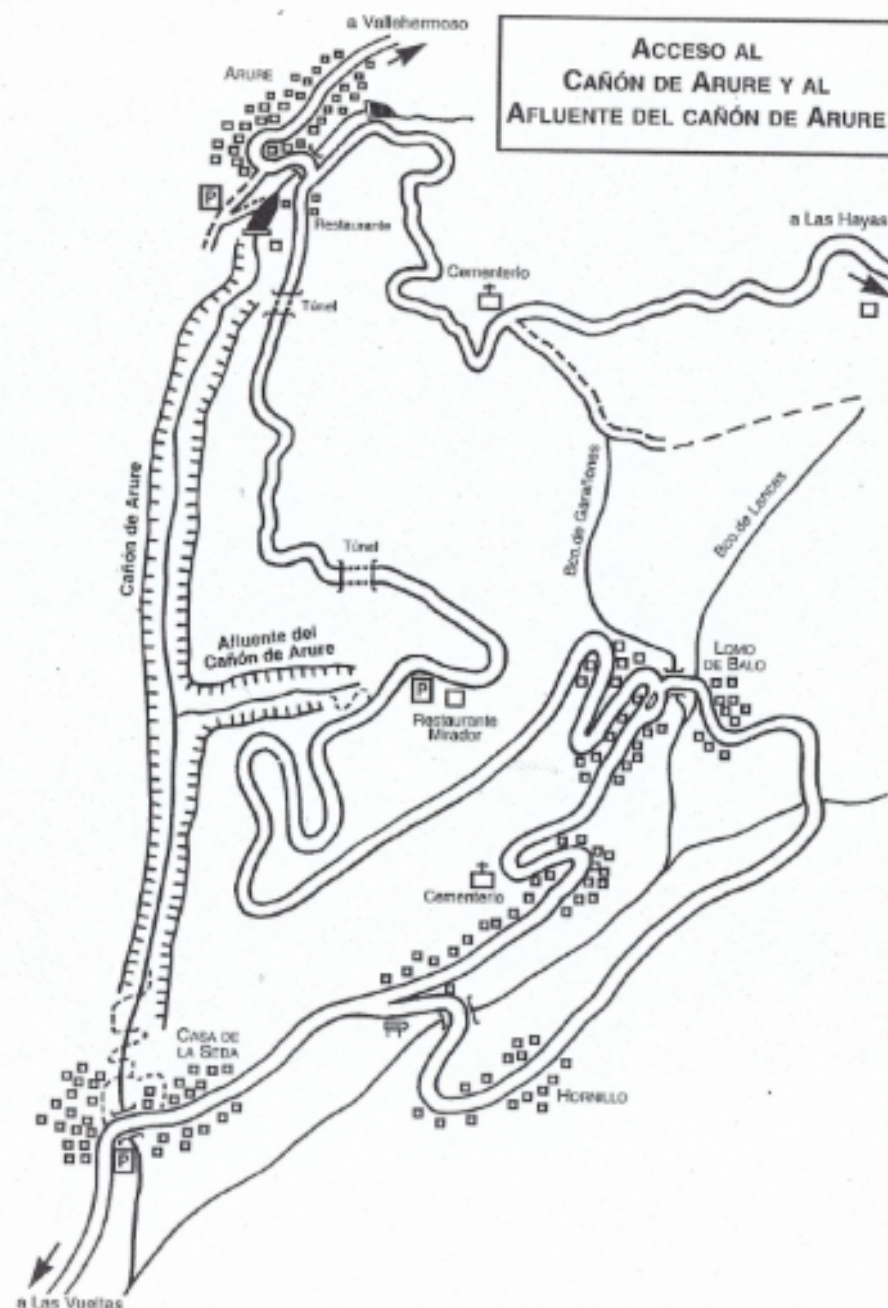 a Vallehermoso
ACCESO AL
CAÑÓN DE ARURE Y AL
AFLUENTE DEL CAÑÓN DE ARURE
ARURE
P
Restaurante
a Las Hayas
Cementerio
Túnel
Cañón de Arure
Bco. de Garañones
Bco. de Lancas
Túnel
Afluente del
Cañón de Arure
LOMO
DE BALO
P
Restaurante
Mirador
Cementerio
CASA DE
LA SEDA
HORNILLO
P
a Las Vueltas